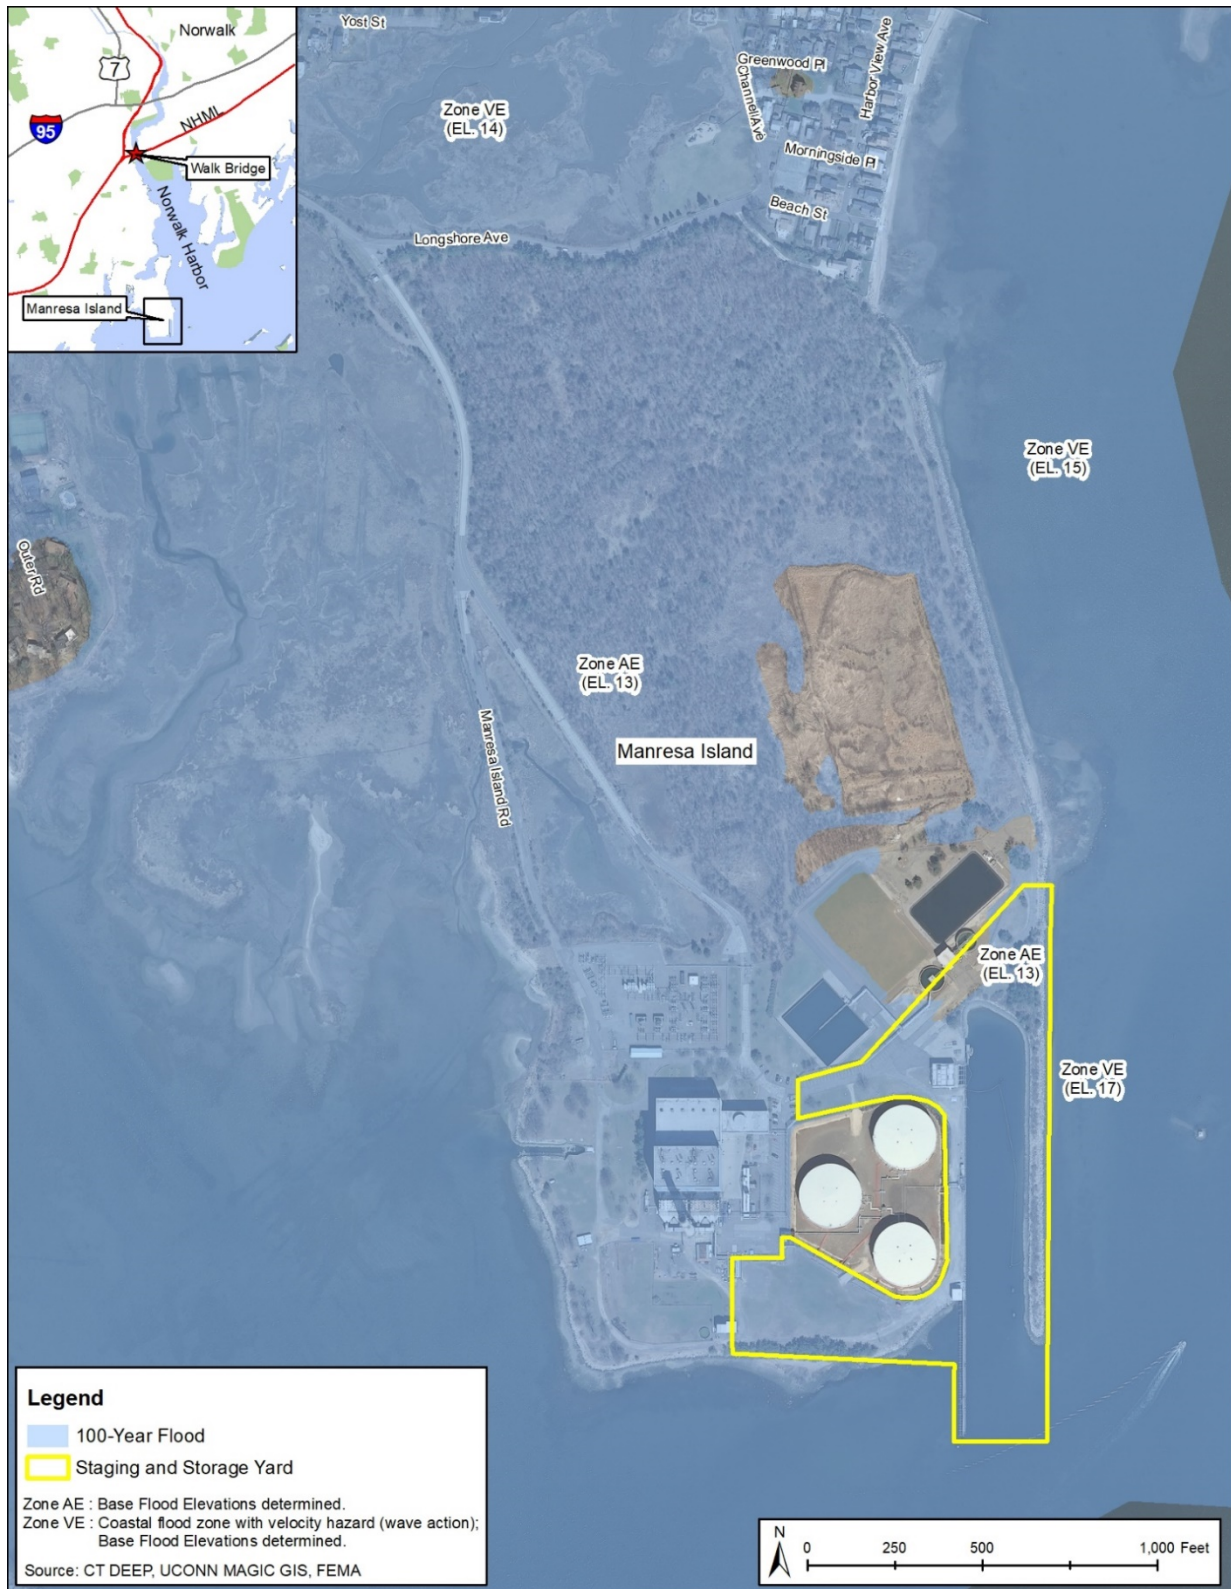 Yost St
Norwalk
7
95
NHML
Walk Bridge
Norwalk Harbor
Manresa Island
Greenwood Pl
Channell Ave
Harbor View Ave
Zone VE
(EL. 14)
Morningside Pl
Beach St
Longshore Ave
Zone VE
(EL. 15)
Outer Rd
Zone AE
(EL. 13)
Manresa Island Rd
Manresa Island
Zone AE
(EL. 13)
Zone VE
(EL. 17)
Legend
100-Year Flood
Staging and Storage Yard
Zone AE : Base Flood Elevations determined.
Zone VE : Coastal flood zone with velocity hazard (wave action);
Base Flood Elevations determined.
Source: CT DEEP, UCONN MAGIC GIS, FEMA
N
0 250 500 1,000 Feet